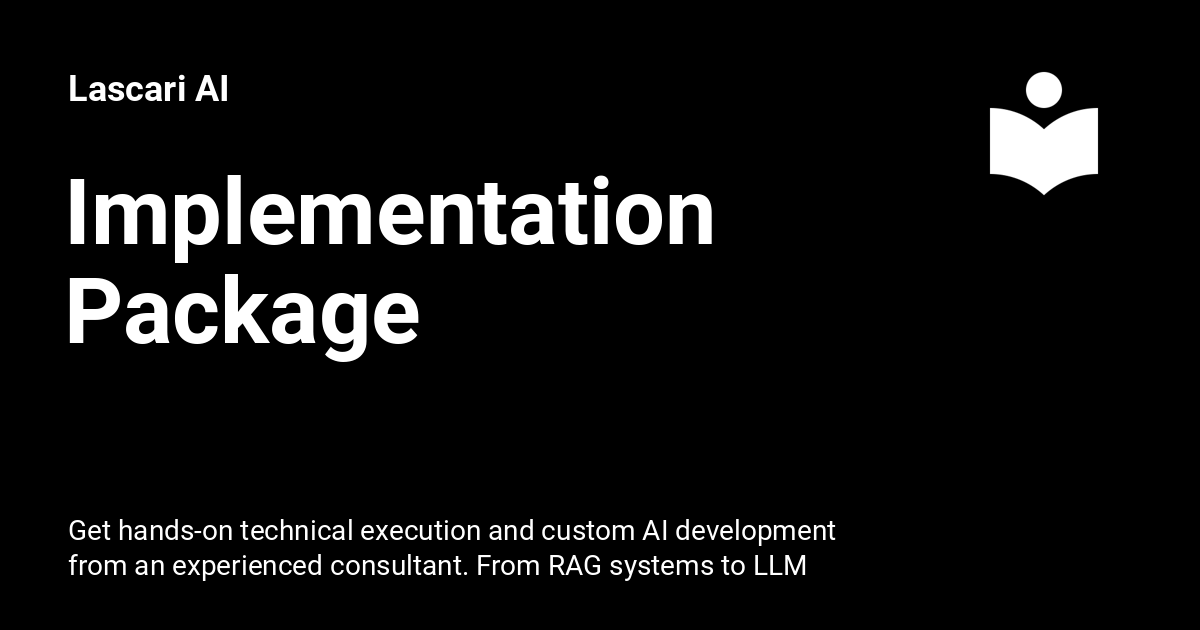 Lascari AI
Implementation
Package
Get hands-on technical execution and custom AI development
from an experienced consultant. From RAG systems to LLM